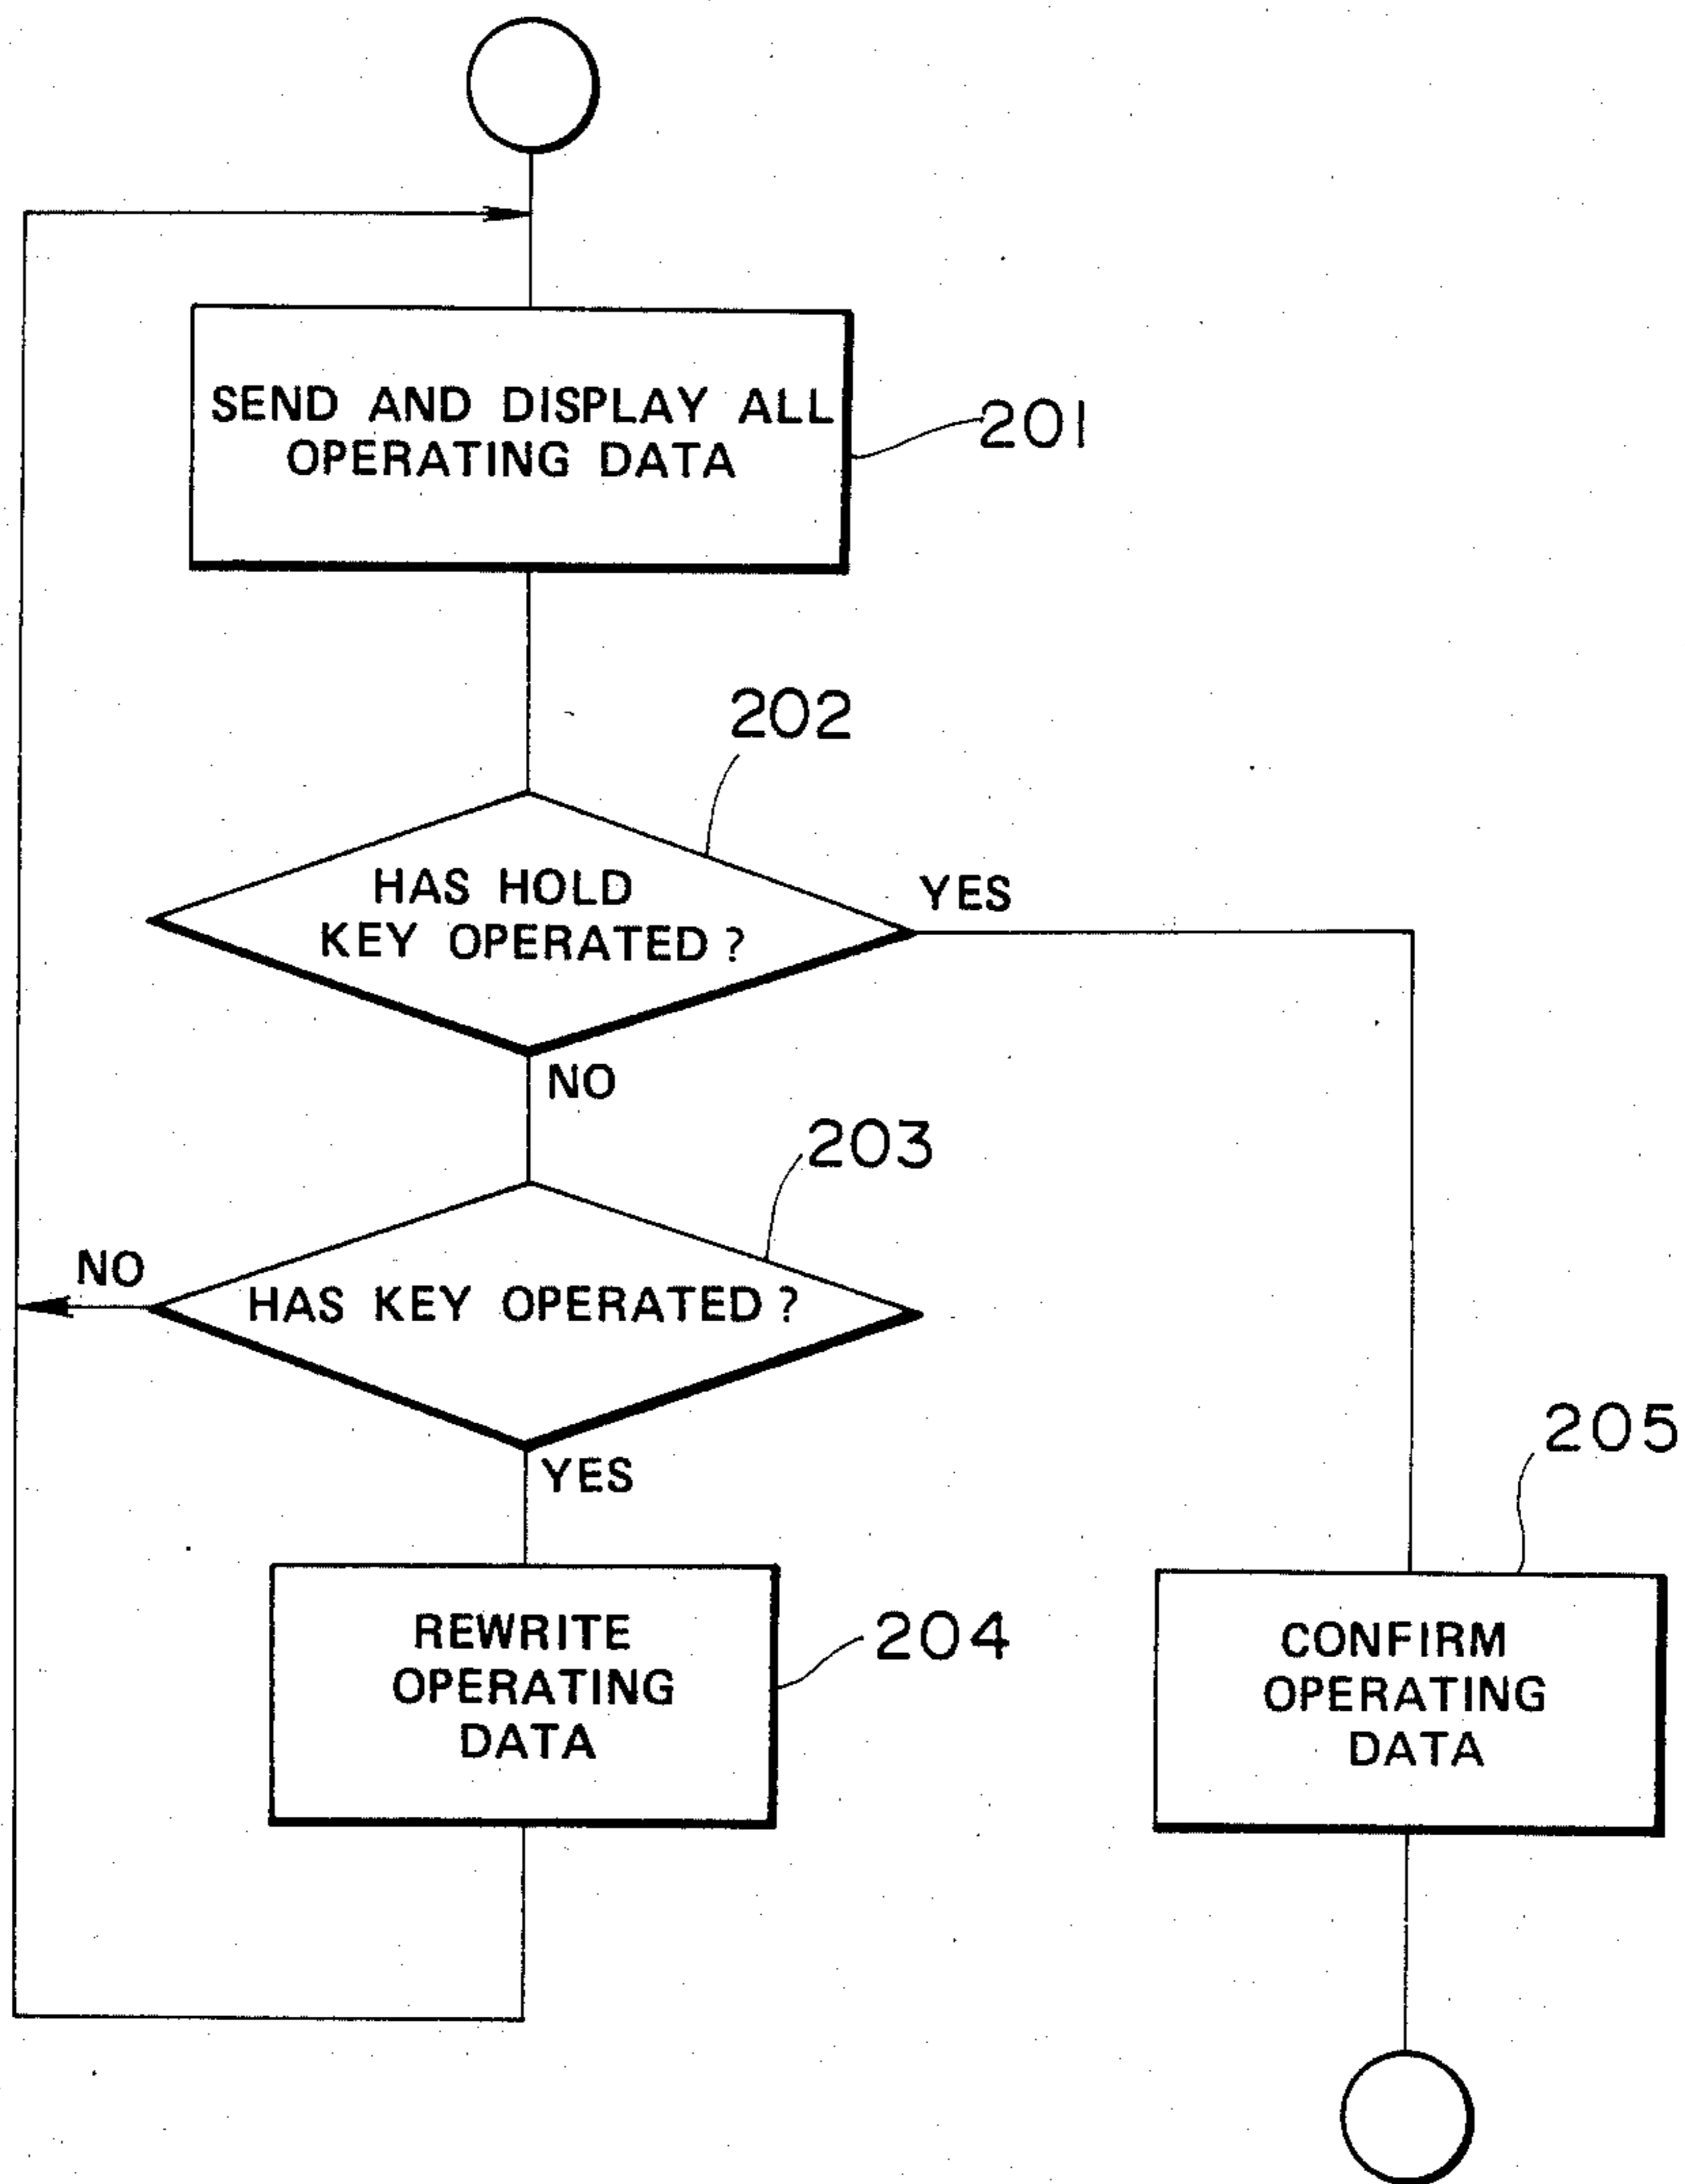 SEND AND DISPLAY ALL
OPERATING DATA
201
202
HAS HOLD
KEY OPERATED ?
YES
NO
203
NO
HAS KEY OPERATED ?
YES
205
REWRITE
OPERATING
DATA
204
CONFIRM
OPERATING
DATA